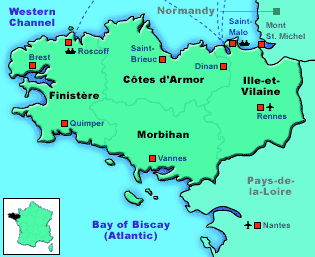 Western
Channel
Normandy
Saint-
Malo
Mont
St. Michel
Roscoff
Brest
Saint-
Brieuc
Dinan
Côtes d'Armor
Ille-et-
Vilaine
Finistère
Rennes
Quimper
Morbihan
Vannes
Pays-de-
la-Loire
Bay of Biscay
(Atlantic)
Nantes